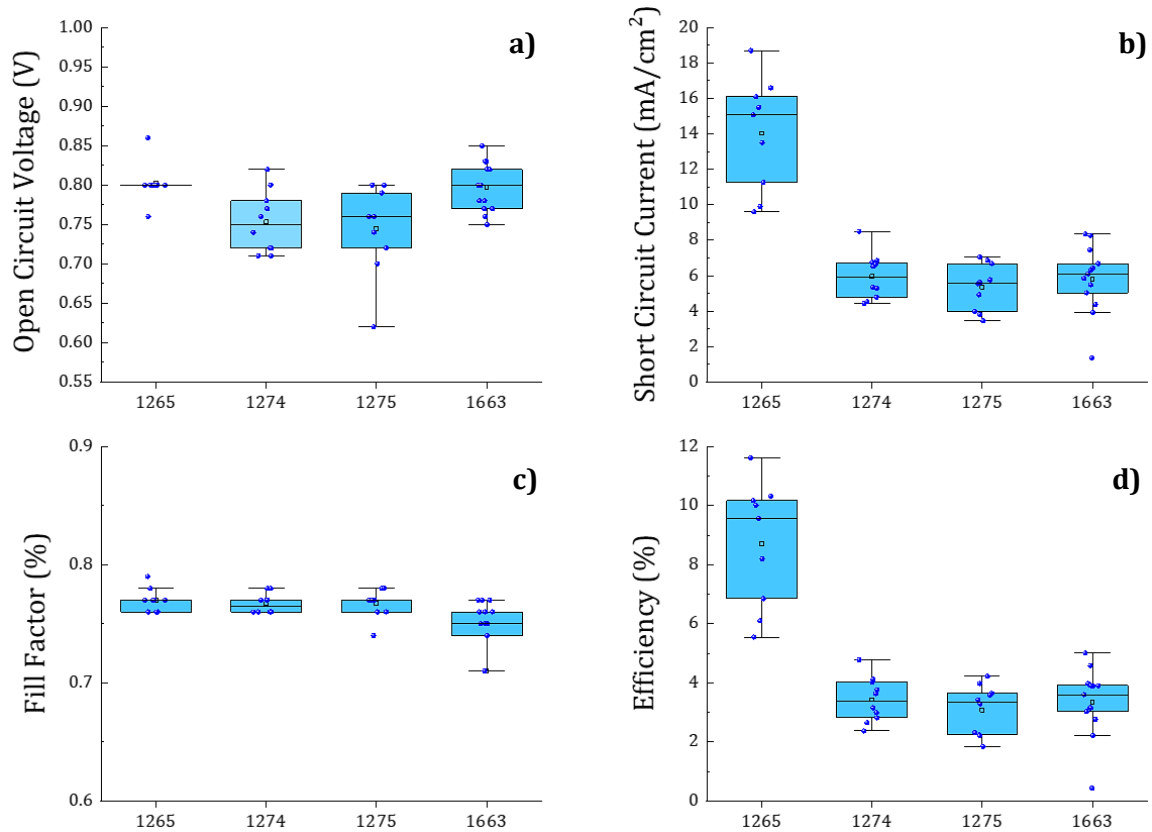 a)
Open Circuit Voltage (V)
1.00
0.95
0.90
0.85
0.80
0.75
0.70
0.65
0.60
0.55
1265 1274 1275 1663
b)
Short Circuit Current (mA/cm²)
20
18
16
14
12
10
8
6
4
2
0
1265 1274 1275 1663
c)
Fill Factor (%)
0.9
0.8
0.7
0.6
1265 1274 1275 1663
d)
Efficiency (%)
12
10
8
6
4
2
0
1265 1274 1275 1663